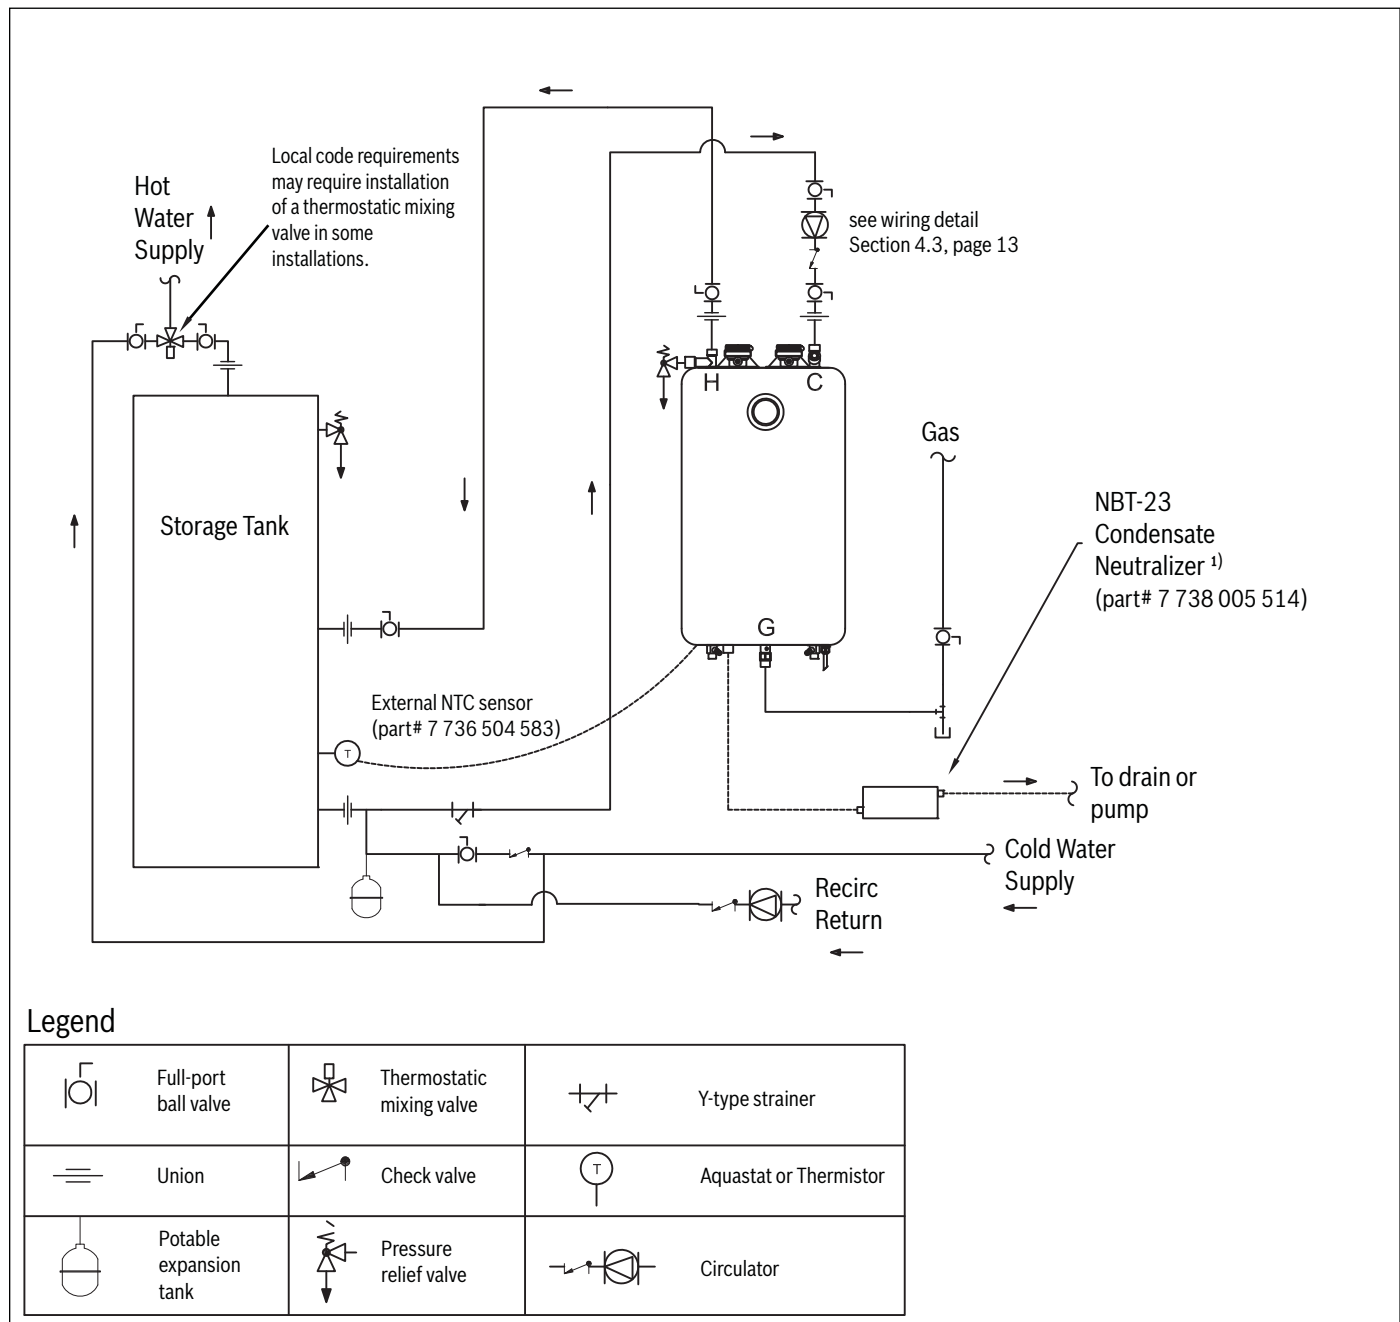 Local code requirements
may require installation
of a thermostatic mixing
valve in some
installations.
Hot
Water
Supply
see wiring detail
Section 4.3, page 13
H
C
Gas
Storage Tank
NBT-23
Condensate
Neutralizer ¹⁾
(part# 7 738 005 514)
G
External NTC sensor
(part# 7 736 504 583)
T
To drain or
pump
Cold Water
Supply
Recirc
Return
Legend
Full-port
ball valve
Thermostatic
mixing valve
Y-type strainer
Union
Check valve
T
Aquastat or Thermistor
Potable
expansion
tank
Pressure
relief valve
Circulator